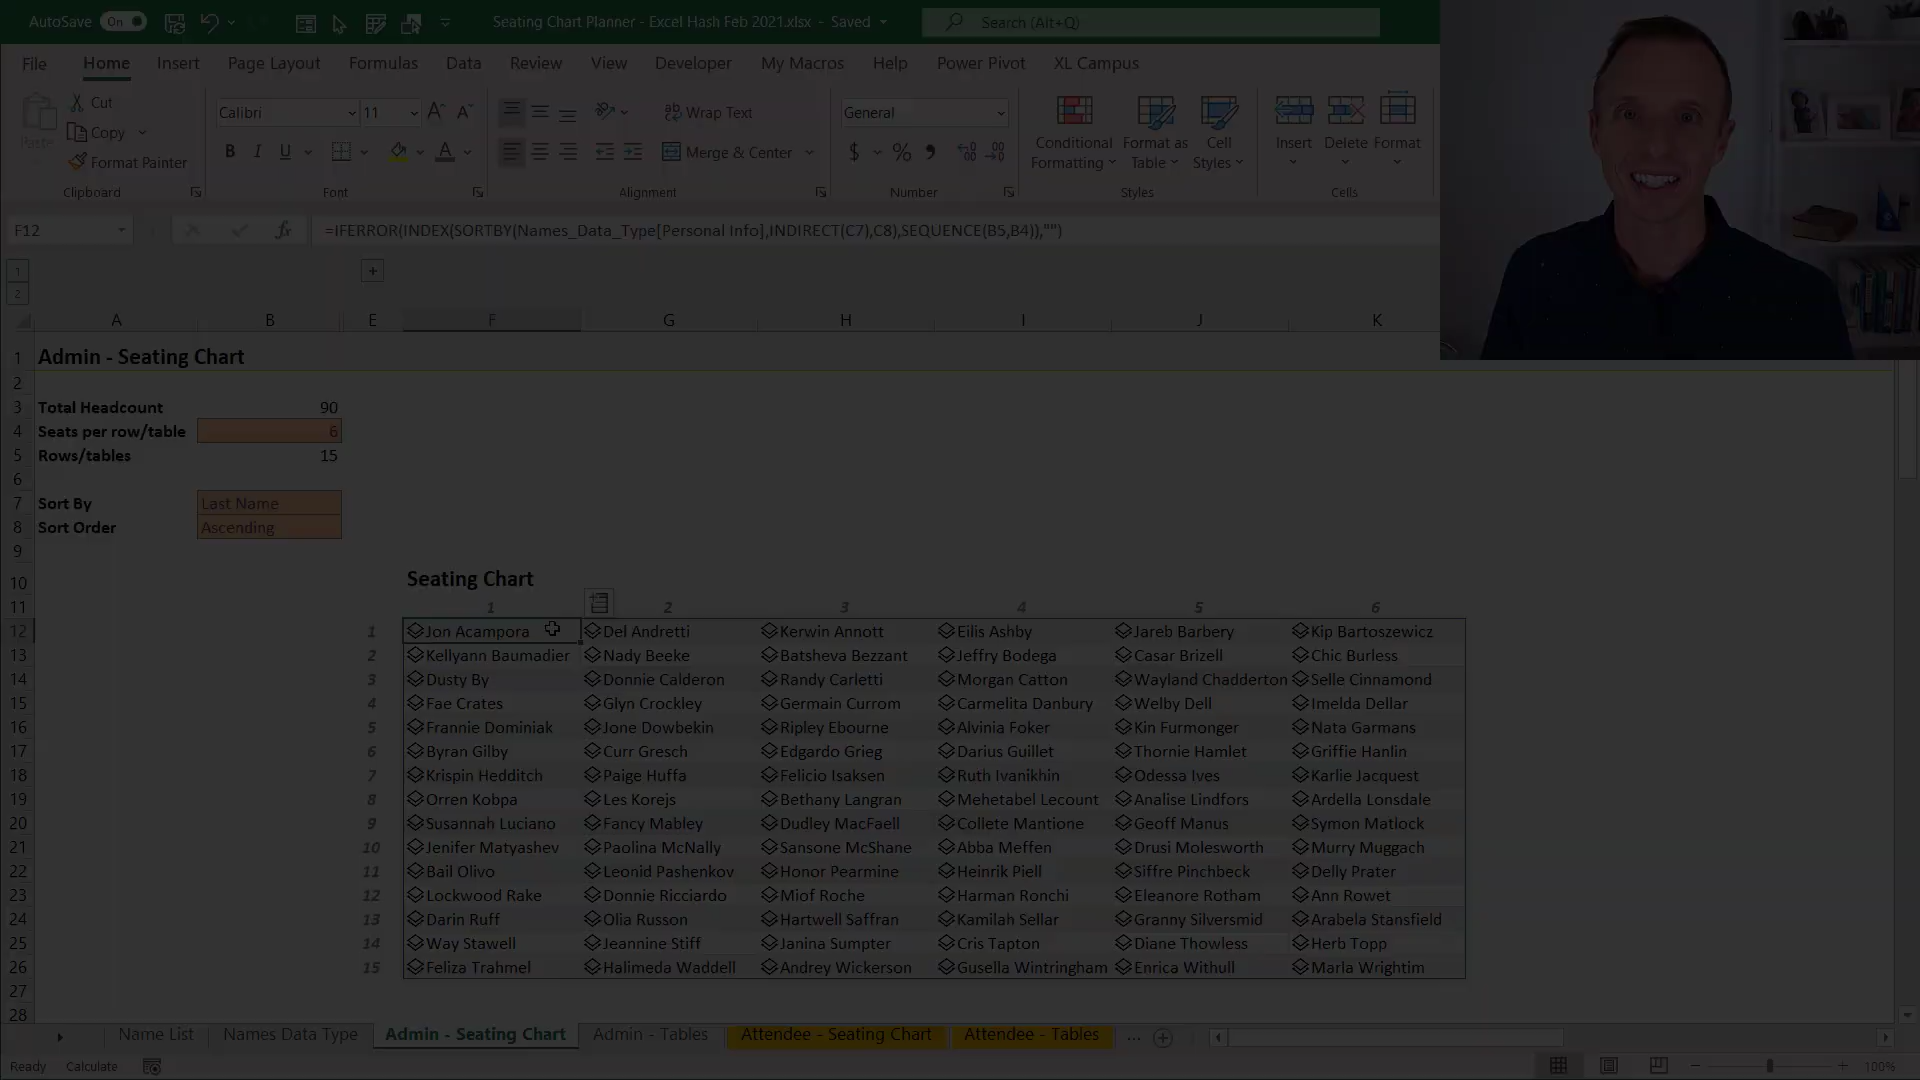 AutoSave On Seating Chart Planner - Excel Hash Feb 2021.xlsx - Saved Search (Alt+Q)
File Home Insert Page Layout Formulas Data Review View Developer My Macros Help Power Pivot XL Campus
Paste Cut Copy Format Painter Clipboard
Calibri 11 A A B I U A Font
ab Wrap Text Merge & Center Alignment
General $ % Number
Conditional Formatting Format as Table Cell Styles Styles
Insert Delete Format Cells
F12 fx =IFERROR(INDEX(SORTBY(Names_Data_Type[Personal Info],INDIRECT(C7),C8),SEQUENCE(B5,B4)),"")
1
2
A B E F G H I J K
1 Admin - Seating Chart
2
3 Total Headcount 90
4 Seats per row/table 6
5 Rows/tables 15
6
7 Sort By Last Name
8 Sort Order Ascending
9
10 Seating Chart
11 1 2 3 4 5 6
12 1 Jon Acampora Del Andretti Kerwin Annott Eilis Ashby Jareb Barbery Kip Bartoszewicz
13 2 Kellyann Baumadier Nady Beeke Batsheva Bezzant Jeffry Bodega Casar Brizell Chic Burless
14 3 Dusty By Donnie Calderon Randy Carletti Morgan Catton Wayland Chadderton Selle Cinnamond
15 4 Fae Crates Glyn Crockley Germain Currom Carmelita Danbury Welby Dell Imelda Dellar
16 5 Frannie Dominiak Jone Dowbekin Ripley Ebourne Alvinia Foker Kin Furmonger Nata Garmans
17 6 Byran Gilby Curr Gresch Edgardo Grieg Darius Guillet Thornie Hamlet Griffie Hanlin
18 7 Krispin Hedditch Paige Huffa Felicio Isaksen Ruth Ivanikhin Odessa Ives Karlie Jacquest
19 8 Orren Kobpa Les Korejs Bethany Langran Mehetabel Lecount Analise Lindfors Ardella Lonsdale
20 9 Susannah Luciano Fancy Mabley Dudley MacFaell Collete Mantione Geoff Manus Symon Matlock
21 10 Jenifer Matyashev Paolina McNally Sansone McShane Abba Meffen Drusi Molesworth Murry Muggach
22 11 Bail Olivo Leonid Pashenkov Honor Pearmine Heinrik Piell Siffre Pinchbeck Delly Prater
23 12 Lockwood Rake Donnie Ricciardo Miof Roche Harman Ronchi Eleanore Rotham Ann Rowet
24 13 Darin Ruff Olia Russon Hartwell Saffran Kamilah Sellar Granny Silversmid Arabela Stansfield
25 14 Way Stawell Jeannine Stiff Janina Sumpter Cris Tapton Diane Thowless Herb Topp
26 15 Feliza Trahmel Halimeda Waddell Andrey Wickerson Gusella Wintringham Enrica Withull Marla Wrightim
27
28
Name List Names Data Type Admin - Seating Chart Admin - Tables Attendee - Seating Chart Attendee - Tables ...
Ready Calculate 100%